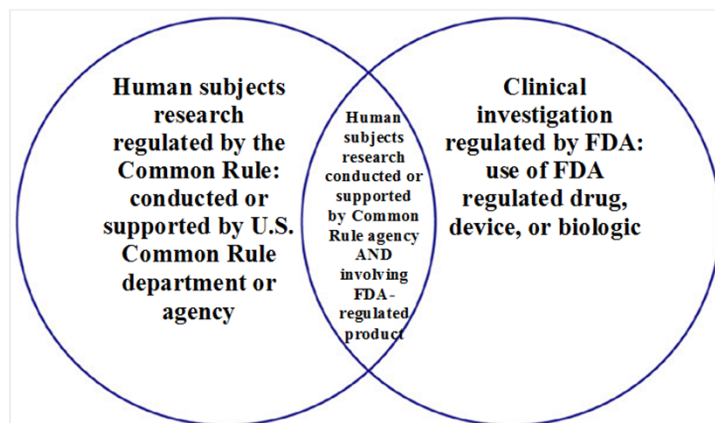 Human subjects
research
regulated by the
Common Rule:
conducted or
supported by U.S.
Common Rule
department or
agency
Human
subjects
research
conducted or
supported
by Common
Rule agency
AND
involving
FDA-
regulated
product
Clinical
investigation
regulated by FDA:
use of FDA
regulated drug,
device, or biologic